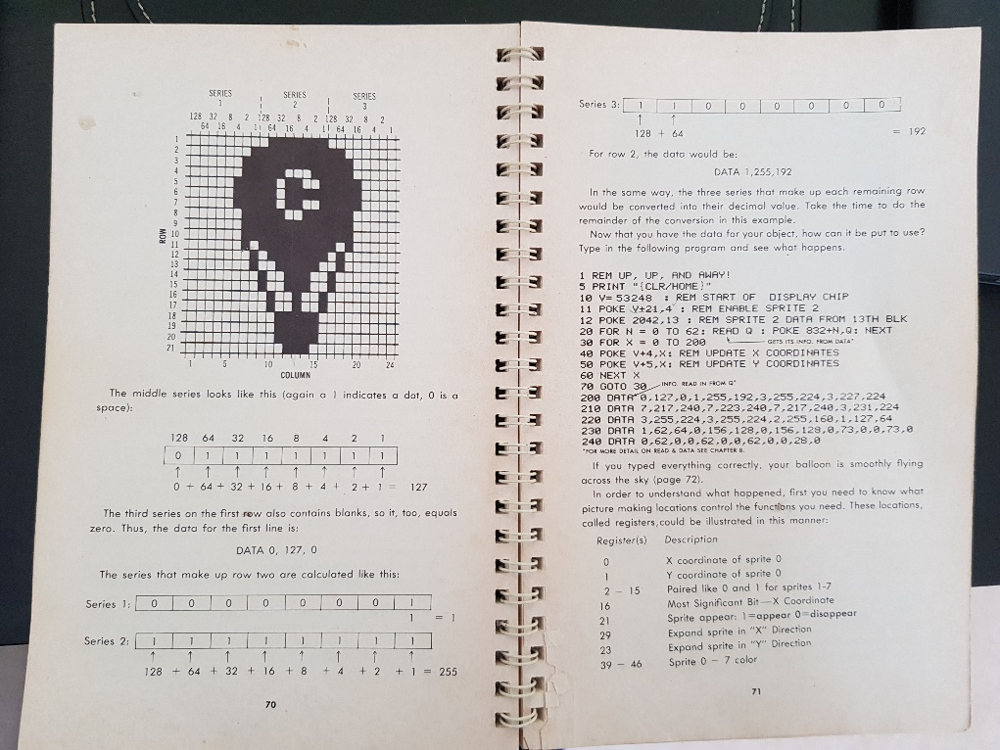 SERIES SERIES SERIES
1 2 3
128 32 8 2 128 32 8 2 128 32 8 2
64 16 4 1 64 16 4 1 64 16 4 1
1
2
3
4
5
6
7
8
9
10
11
12
13
14
15
16
17
18
19
20
21
ROW
1 5 10 15 20 24
COLUMN
The middle series looks like this (again a 1 indicates a dot, 0 is a
space):
128 64 32 16 8 4 2 1
0 1 1 1 1 1 1 1
0 + 64 + 32 + 16 + 8 + 4 + 2 + 1 = 127
The third series on the first row also contains blanks, so it, too, equals
zero. Thus, the data for the first line is:
DATA 0, 127, 0
The series that make up row two are calculated like this:
Series 1: 0 0 0 0 0 0 0 1
1 = 1
Series 2: 1 1 1 1 1 1 1 1
128 + 64 + 32 + 16 + 8 + 4 + 2 + 1 = 255
70
Series 3: 1 1 0 0 0 0 0 0
128 + 64 = 192
For row 2, the data would be:
DATA 1,255,192
In the same way, the three series that make up each remaining row
would be converted into their decimal value. Take the time to do the
remainder of the conversion in this example.
Now that you have the data for your object, how can it be put to use?
Type in the following program and see what happens.
1 REM UP, UP, AND AWAY!
5 PRINT "{CLR/HOME}"
10 V= 53248 : REM START OF DISPLAY CHIP
11 POKE V+21,4 : REM ENABLE SPRITE 2
12 POKE 2042,13 : REM SPRITE 2 DATA FROM 13TH BLK
20 FOR N = 0 TO 62: READ Q : POKE 832+N,Q: NEXT
30 FOR X = 0 TO 200 GETS ITS INFO. FROM DATA*
40 POKE V+4,X: REM UPDATE X COORDINATES
50 POKE V+5,X: REM UPDATE Y COORDINATES
60 NEXT X
70 GOTO 30 INFO. READ IN FROM Q*
200 DATA 0,127,0,1,255,192,3,255,224,3,227,224
210 DATA 7,217,240,7,223,240,7,217,240,3,231,224
220 DATA 3,255,224,3,255,224,2,255,160,1,127,64
230 DATA 1,62,64,0,156,128,0,156,128,0,73,0,0,73,0
240 DATA 0,62,0,0,62,0,0,62,0,0,28,0
*FOR MORE DETAIL ON READ & DATA SEE CHAPTER 8.
If you typed everything correctly, your balloon is smoothly flying
across the sky (page 72).
In order to understand what happened, first you need to know what
picture making locations control the functions you need. These locations,
called registers, could be illustrated in this manner:
Register(s) Description
0 X coordinate of sprite 0
1 Y coordinate of sprite 0
2 – 15 Paired like 0 and 1 for sprites 1-7
16 Most Significant Bit—X Coordinate
21 Sprite appear: 1=appear 0=disappear
29 Expand sprite in "X" Direction
23 Expand sprite in "Y" Direction
39 – 46 Sprite 0 – 7 color
71